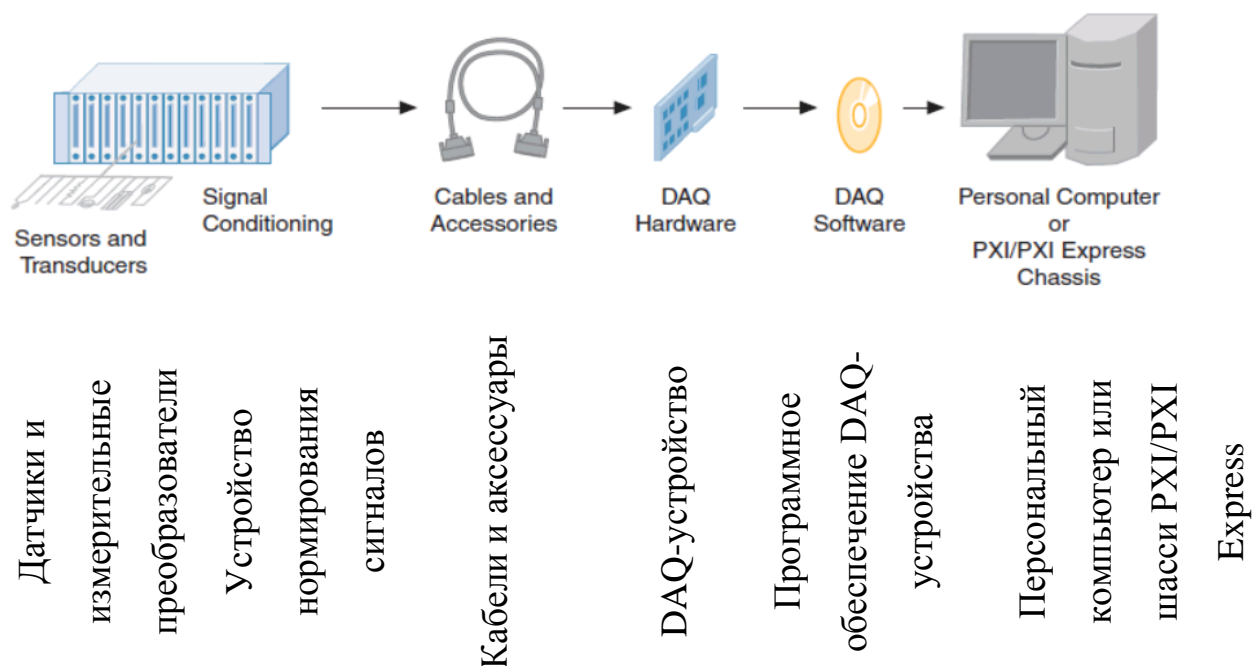 Sensors and
Transducers
Signal
Conditioning
Cables and
Accessories
DAQ
Hardware
DAQ
Software
Personal Computer
or
PXI/PXI Express
Chassis
Датчики и
измерительные
преобразователи
Устройство
нормирования
сигналов
Кабели и аксессуары
DAQ-устройство
Программное
обеспечение DAQ-
устройства
Персональный
компьютер или
шасси PXI/PXI
Express